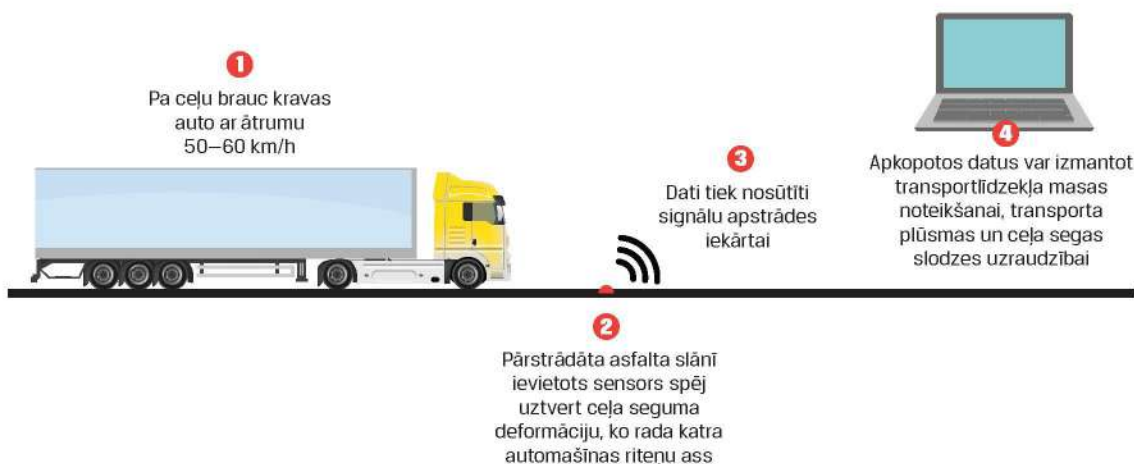 1
Pa ceļu brauc kravas
auto ar ātrumu
50–60 km/h
2
Pārstrādāta asfalta slānī
ievietots sensors spēj
uztvert ceļa seguma
deformāciju, ko rada katra
automašīnas riteņu ass
3
Dati tiek nosūtīti
signālu apstrādes
iekārtai
4
Apkopotos datus var izmantot
transportlīdzekļa masas
noteikšanai, transporta
plūsmas un ceļa segas
slodzes uzraudzībai